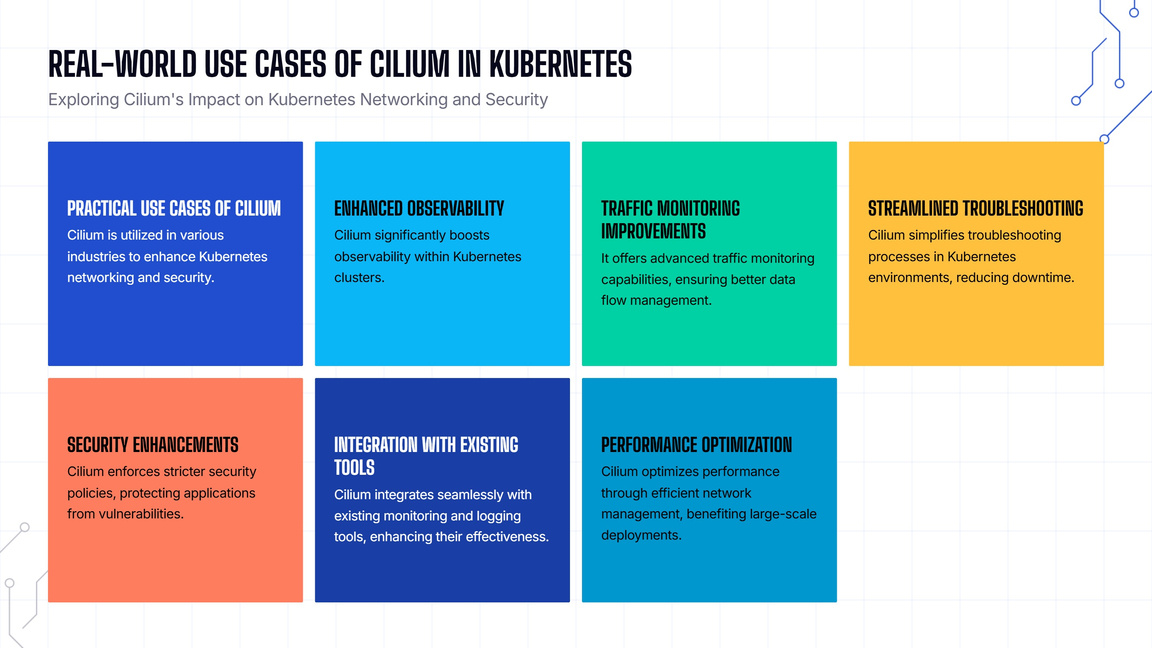 REAL-WORLD USE CASES OF CILIUM IN KUBERNETES
Exploring Cilium's Impact on Kubernetes Networking and Security
PRACTICAL USE CASES OF CILIUM
Cilium is utilized in various
industries to enhance Kubernetes
networking and security.
ENHANCED OBSERVABILITY
Cilium significantly boosts
observability within Kubernetes
clusters.
TRAFFIC MONITORING
IMPROVEMENTS
It offers advanced traffic monitoring
capabilities, ensuring better data
flow management.
STREAMLINED TROUBLESHOOTING
Cilium simplifies troubleshooting
processes in Kubernetes
environments, reducing downtime.
SECURITY ENHANCEMENTS
Cilium enforces stricter security
policies, protecting applications
from vulnerabilities.
INTEGRATION WITH EXISTING
TOOLS
Cilium integrates seamlessly with
existing monitoring and logging
tools, enhancing their effectiveness.
PERFORMANCE OPTIMIZATION
Cilium optimizes performance
through efficient network
management, benefiting large-scale
deployments.